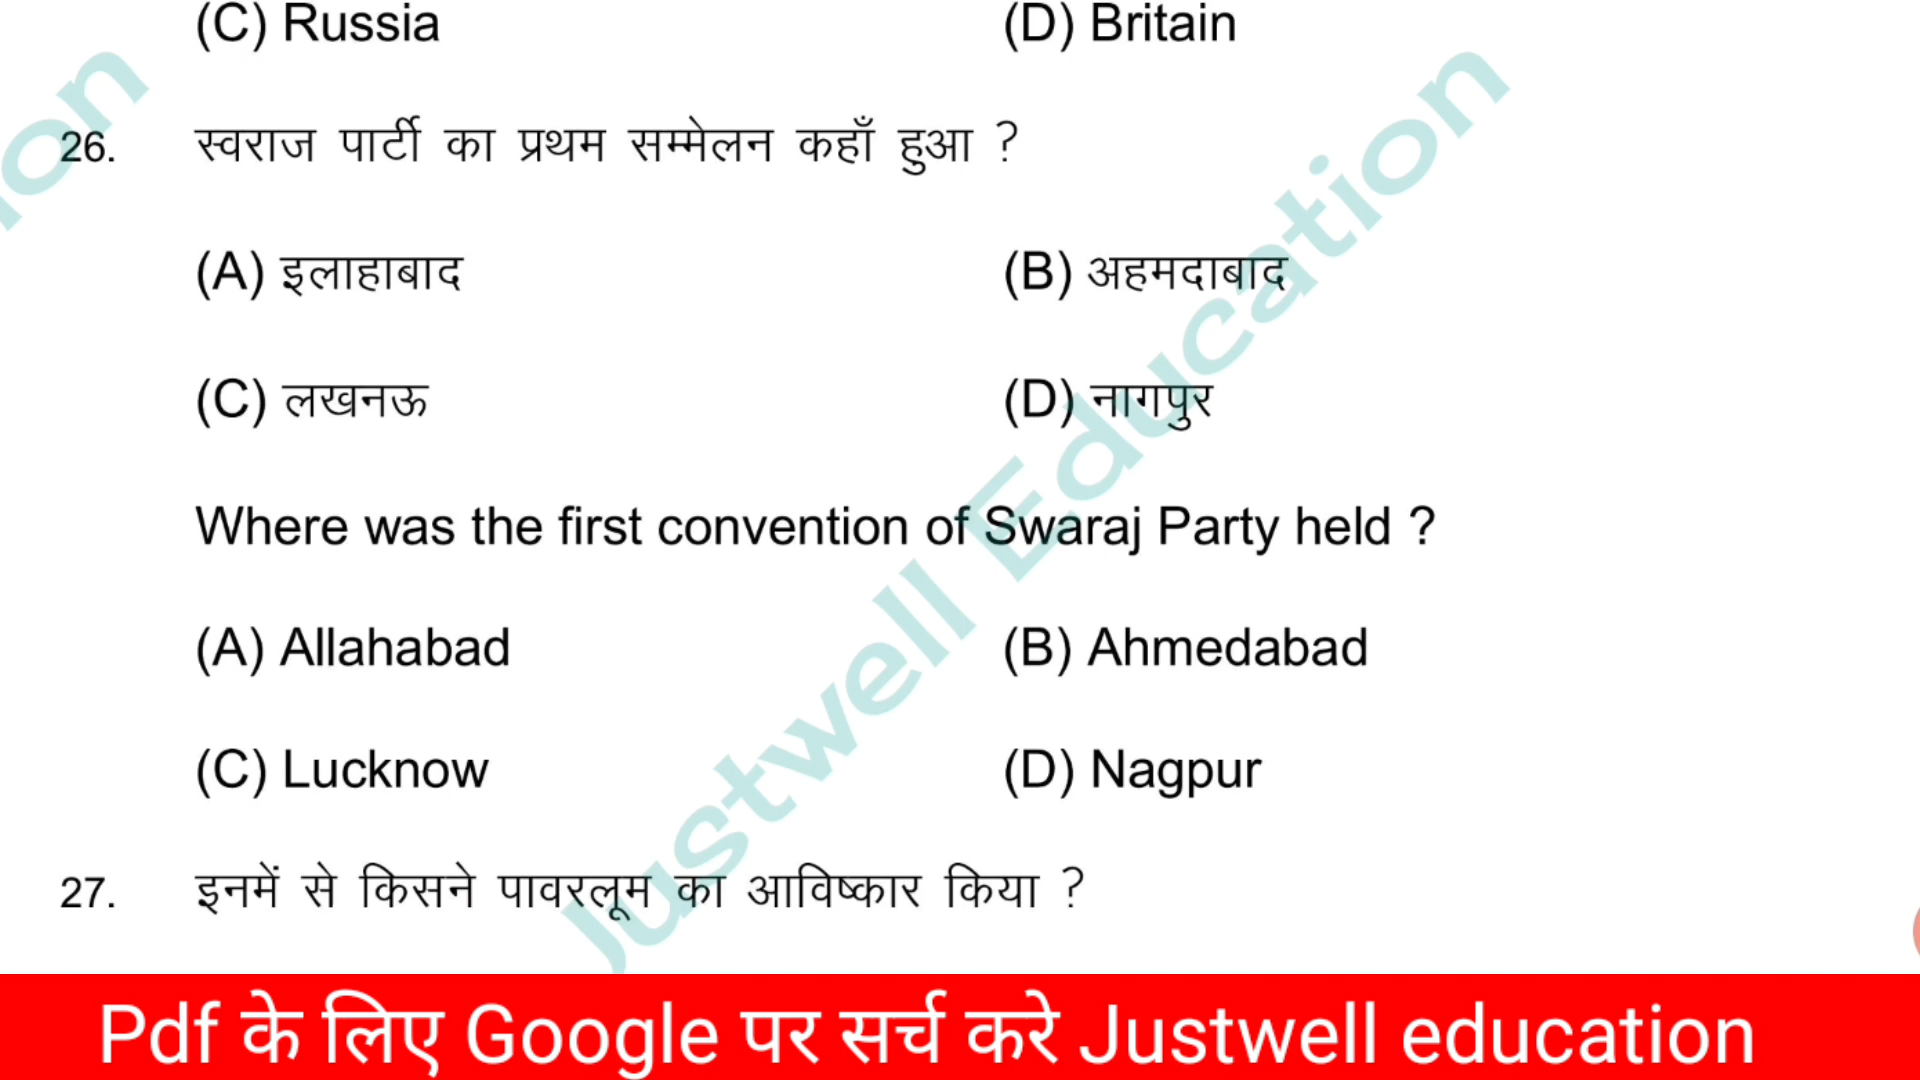 (C) Russia (D) Britain
26. स्वराज पार्टी का प्रथम सम्मेलन कहाँ हुआ ?
(A) इलाहाबाद (B) अहमदाबाद
(C) लखनऊ (D) नागपुर
Where was the first convention of Swaraj Party held ?
(A) Allahabad (B) Ahmedabad
(C) Lucknow (D) Nagpur
27. इनमें से किसने पावरलूम का आविष्कार किया ?
Justwell Education
ion
Pdf के लिए Google पर सर्च करे Justwell education